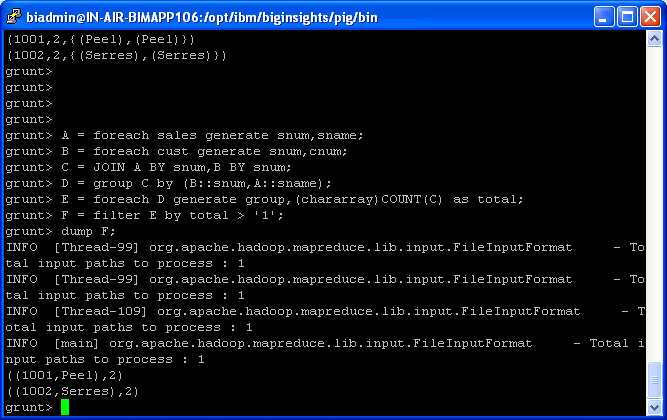 biadmin@IN-AIR-BIMAPP106:/opt/ibm/biginsights/pig/bin
(1001,2,{(Peel),(Peel)})
(1002,2,{(Serres),(Serres)})
grunt>
grunt>
grunt>
grunt>
grunt> A = foreach sales generate snum,sname;
grunt> B = foreach cust generate snum,cnum;
grunt> C = JOIN A BY snum,B BY snum;
grunt> D = group C by (B::snum,A::sname);
grunt> E = foreach D generate group,(chararray)COUNT(C) as total;
grunt> F = filter E by total > '1';
grunt> dump F;
INFO  [Thread-99] org.apache.hadoop.mapreduce.lib.input.FileInputFormat     - Tot
tal input paths to process : 1
INFO  [Thread-99] org.apache.hadoop.mapreduce.lib.input.FileInputFormat     - To
tal input paths to process : 1
INFO  [Thread-109] org.apache.hadoop.mapreduce.lib.input.FileInputFormat     - T
otal input paths to process : 1
INFO  [main] org.apache.hadoop.mapreduce.lib.input.FileInputFormat     - Total i
nput paths to process : 1
((1001,Peel),2)
((1002,Serres),2)
grunt>